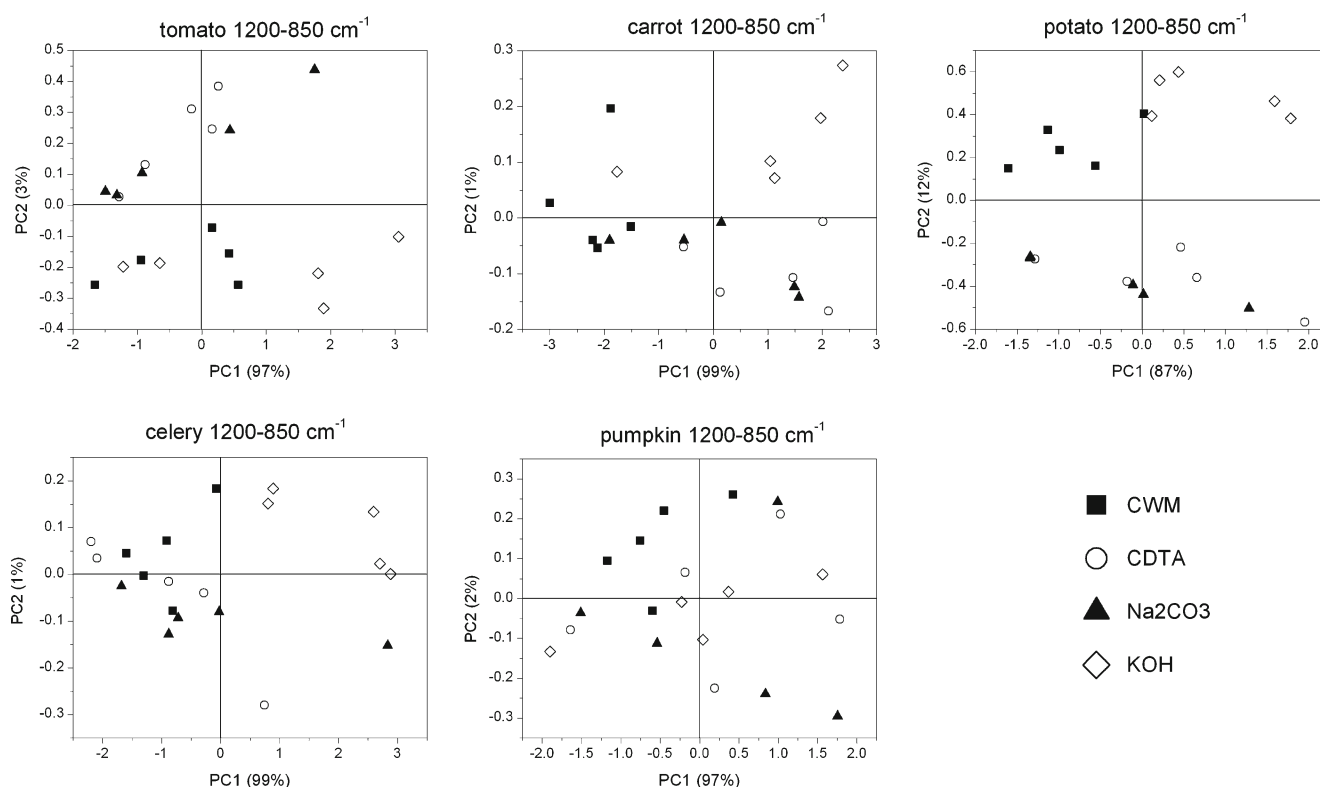 tomato 1200-850 cm-1
0.5
0.4
0.3
0.2
0.1
0.0
-0.1
-0.2
-0.3
-0.4
PC2 (3%)
-2 -1 0 1 2 3
PC1 (97%)
carrot 1200-850 cm-1
0.3
0.2
0.1
0.0
-0.1
-0.2
PC2 (1%)
-3 -2 -1 0 1 2 3
PC1 (99%)
potato 1200-850 cm-1
0.6
0.4
0.2
0.0
-0.2
-0.4
-0.6
PC2 (12%)
-2.0 -1.5 -1.0 -0.5 0.0 0.5 1.0 1.5 2.0
PC1 (87%)
celery 1200-850 cm-1
0.2
0.1
0.0
-0.1
-0.2
-0.3
PC2 (1%)
-2 -1 0 1 2 3
PC1 (99%)
pumpkin 1200-850 cm-1
0.3
0.2
0.1
0.0
-0.1
-0.2
-0.3
PC2 (2%)
-2.0 -1.5 -1.0 -0.5 0.0 0.5 1.0 1.5 2.0
PC1 (97%)
CWM
CDTA
Na2CO3
KOH